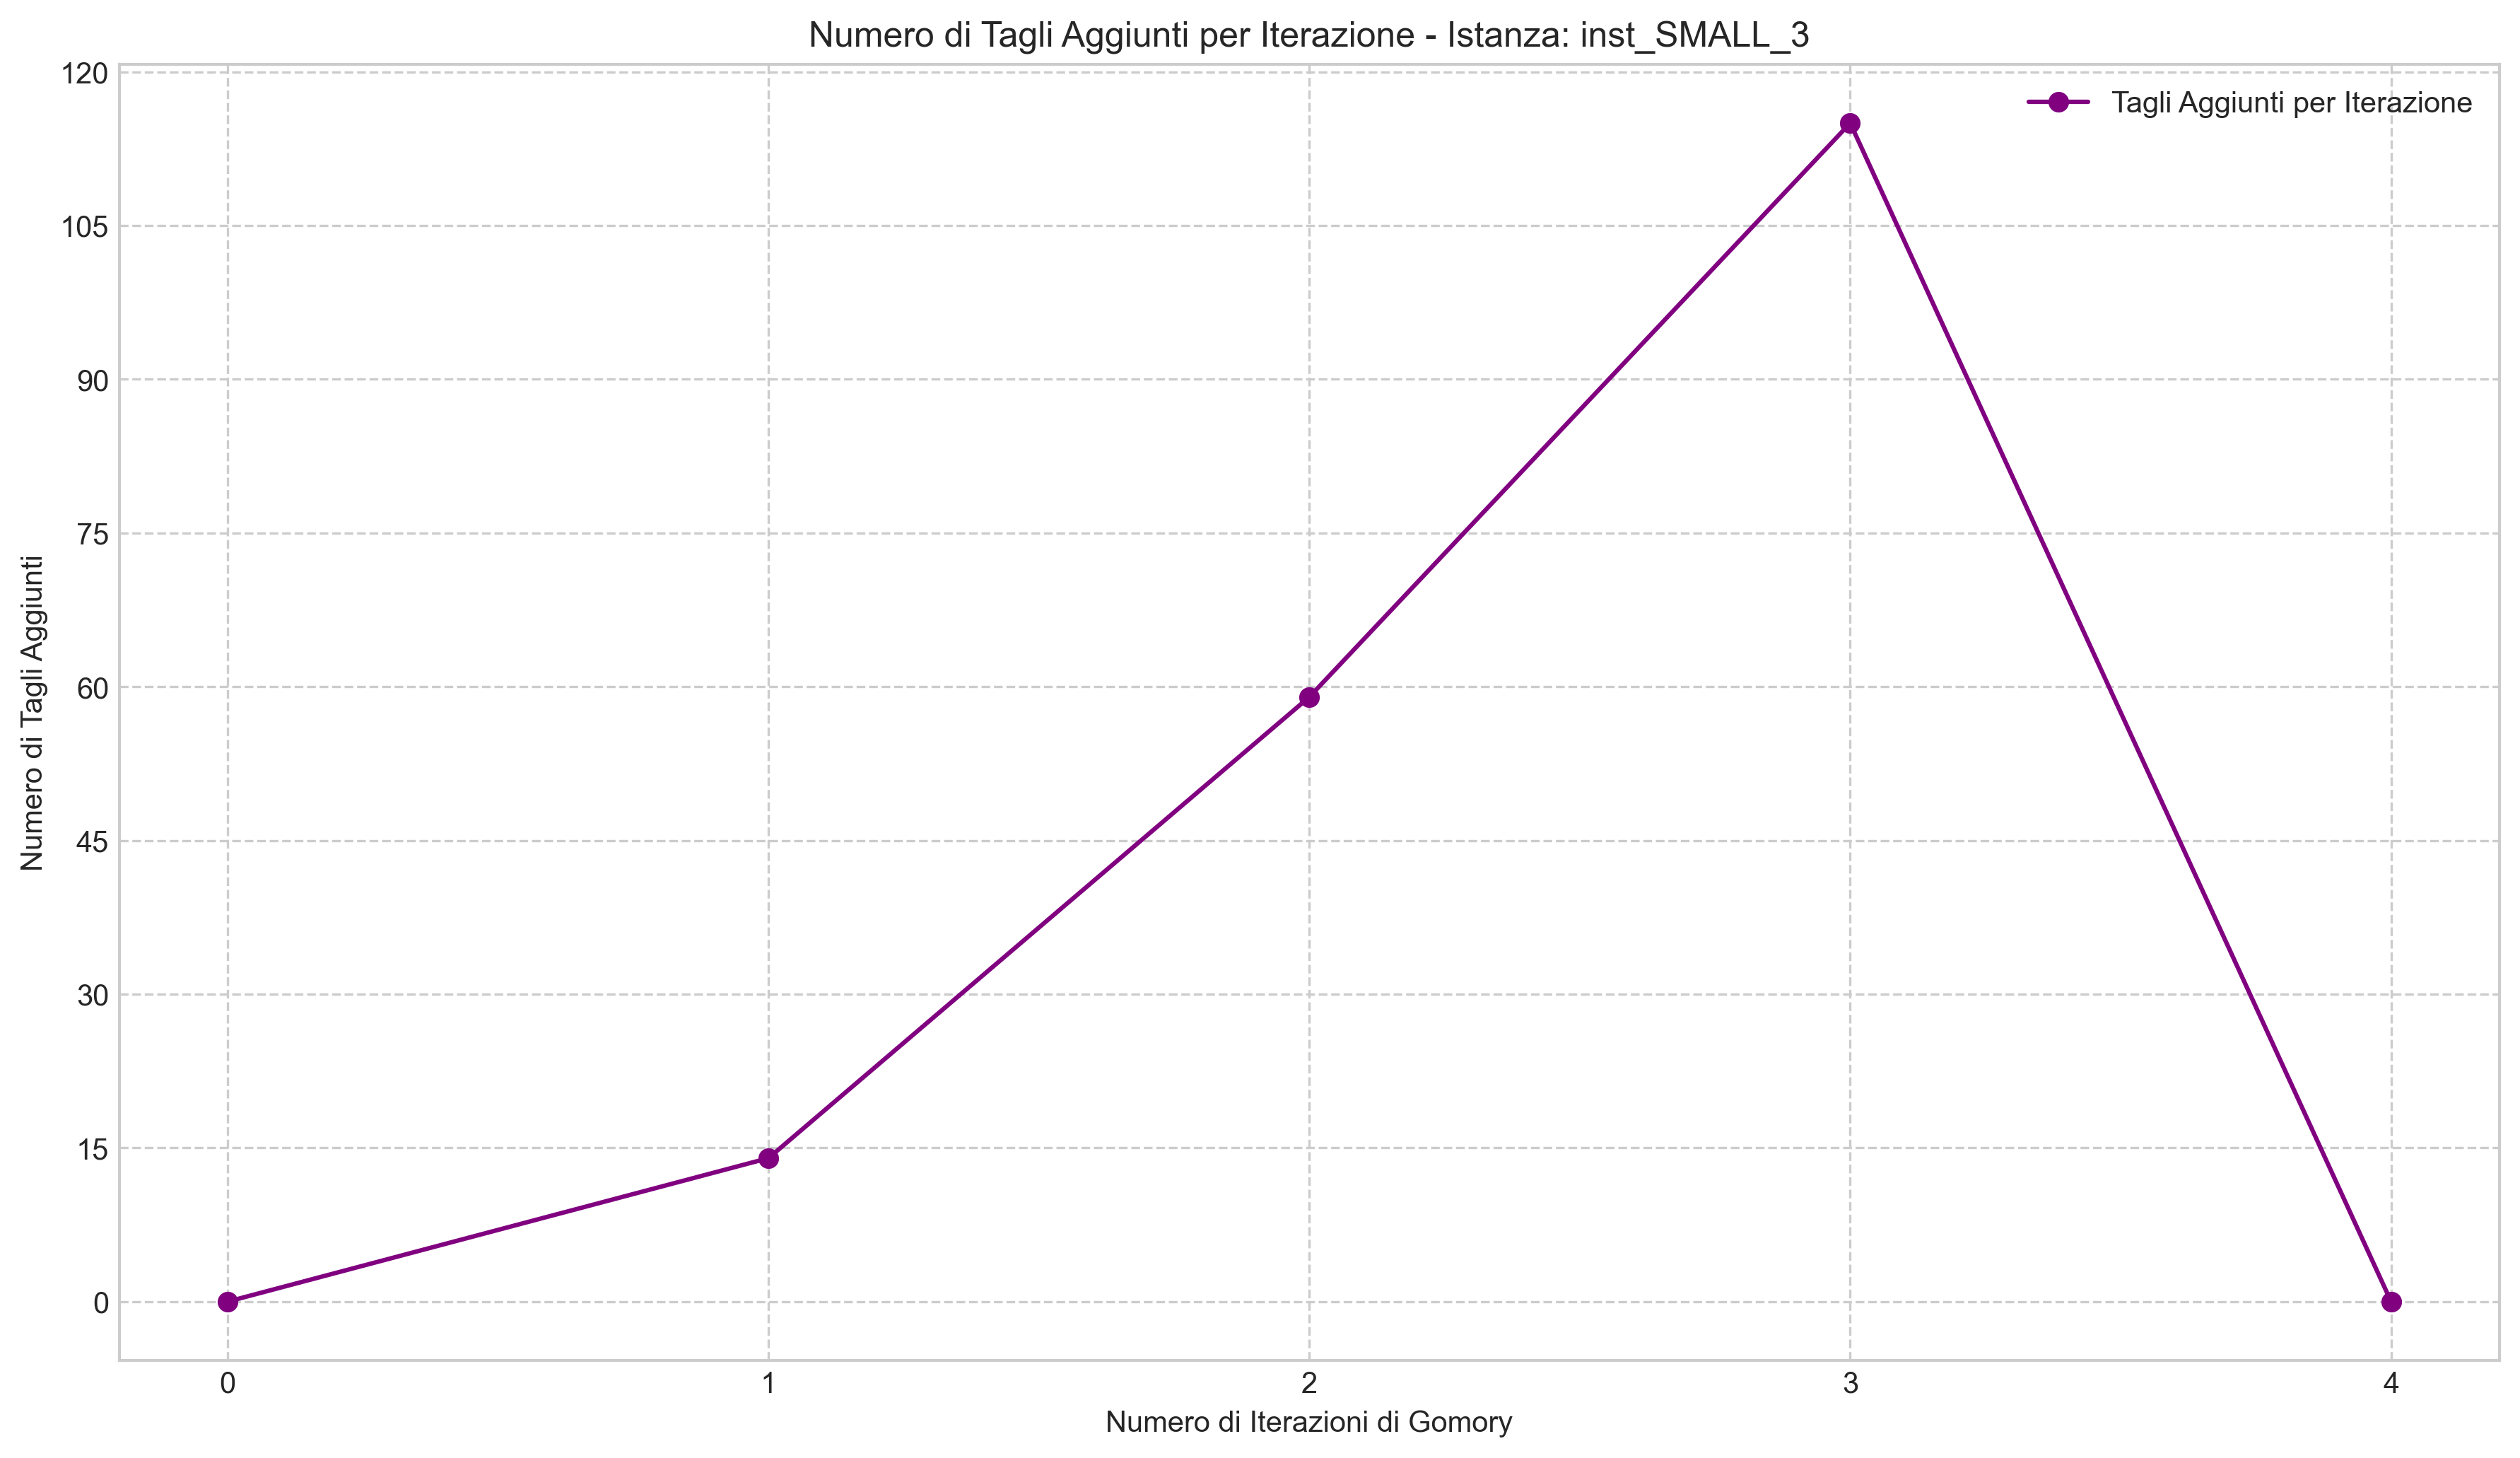 Numero di Tagli Aggiunti per Iterazione - Istanza: inst_SMALL_3
Tagli Aggiunti per Iterazione
Numero di Tagli Aggiunti
120
105
90
75
60
45
30
15
0
0 1 2 3 4
Numero di Iterazioni di Gomory